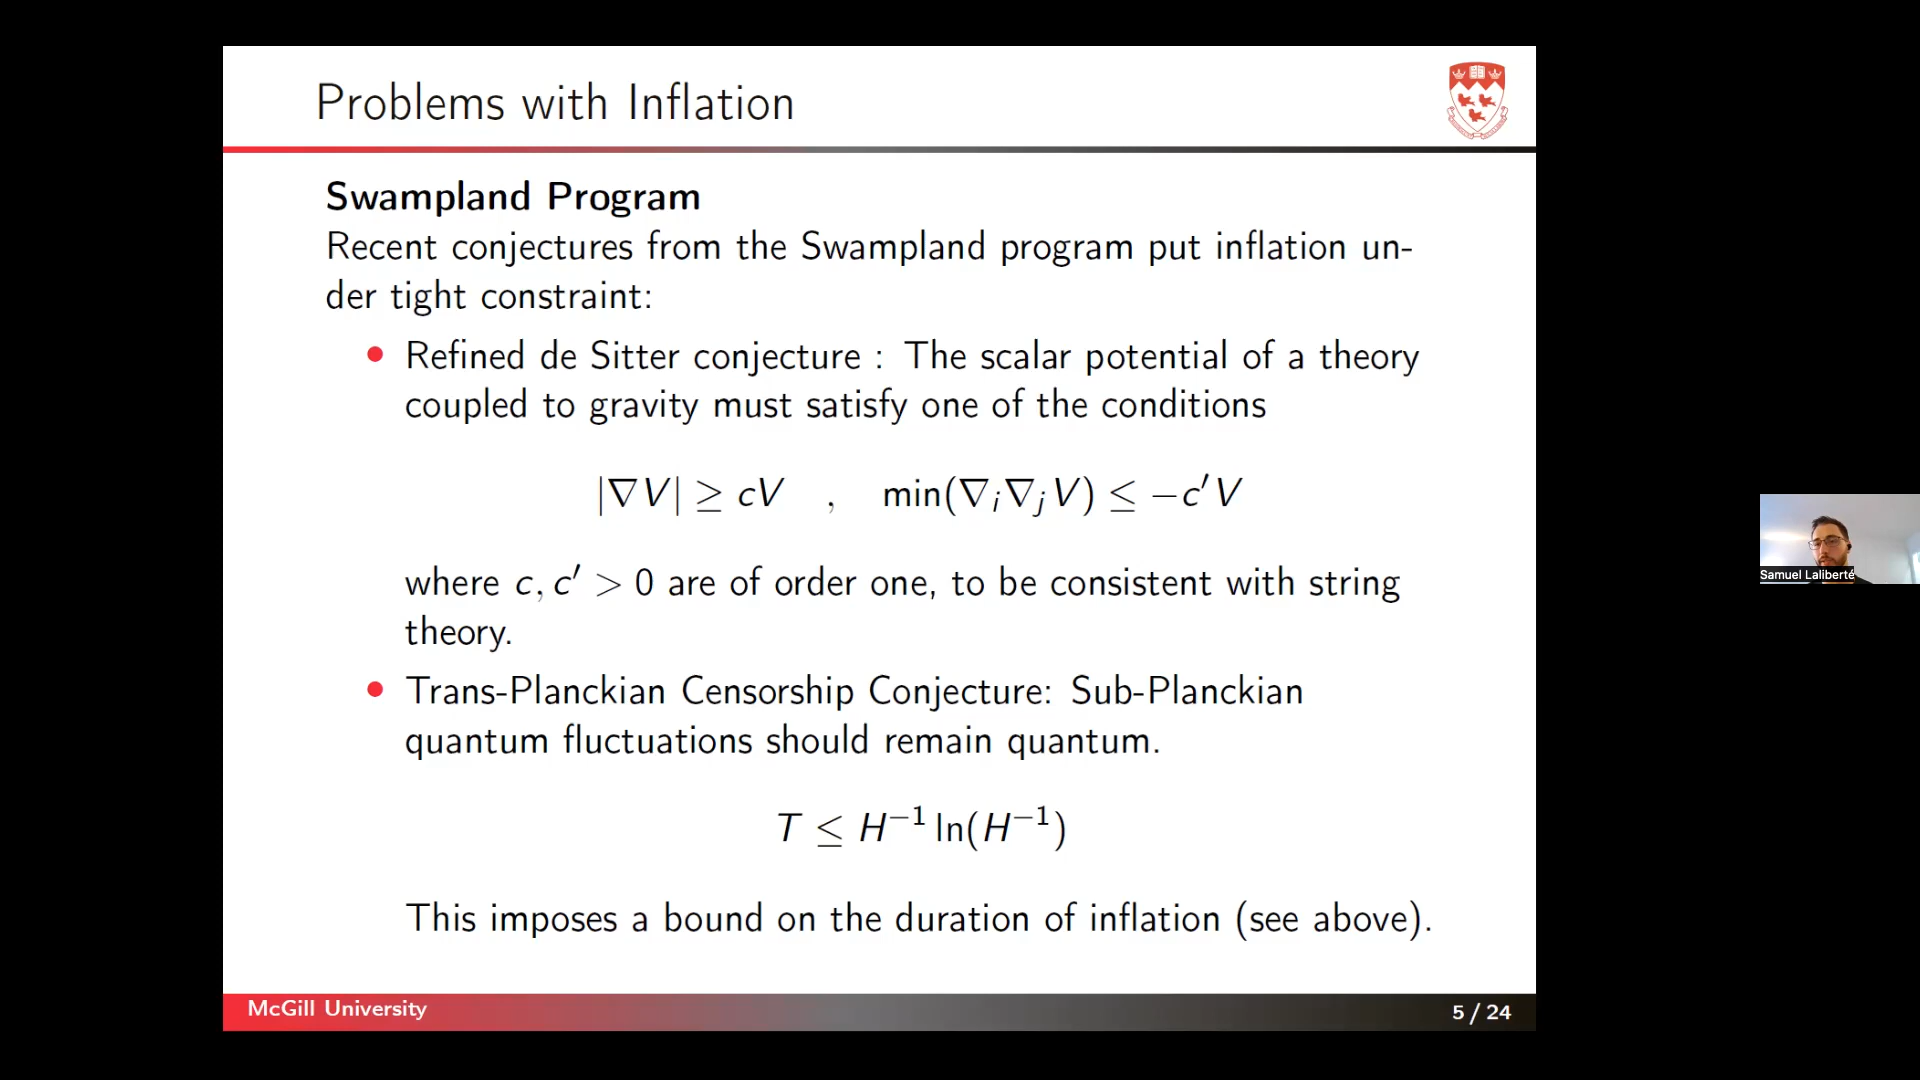 Problems with Inflation
Swampland Program
Recent conjectures from the Swampland program put inflation un-
der tight constraint:
• Refined de Sitter conjecture : The scalar potential of a theory
coupled to gravity must satisfy one of the conditions
|∇V| ≥ cV , min(∇ᵢ∇ⱼV) ≤ −c′V
where c, c′ > 0 are of order one, to be consistent with string
theory.
• Trans-Planckian Censorship Conjecture: Sub-Planckian
quantum fluctuations should remain quantum.
T ≤ H⁻¹ ln(H⁻¹)
This imposes a bound on the duration of inflation (see above).
McGill University
5 / 24
Samuel Laliberté